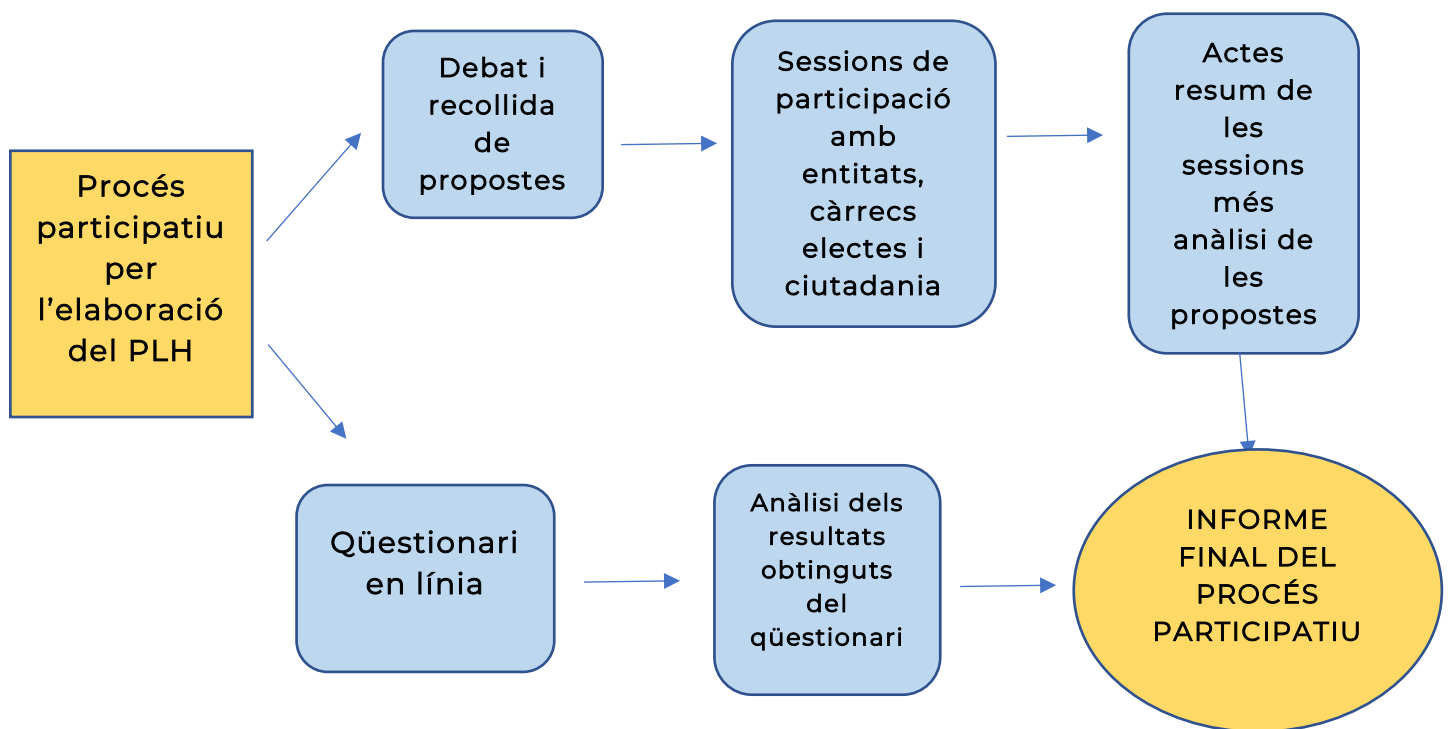 Procés
participatiu
per
l'elaboració
del PLH
Debat i
recollida
de
propostes
Sessions de
participació
amb
entitats,
càrrecs
electes i
ciutadania
Actes
resum de
les
sessions
més
anàlisi de
les
propostes
Qüestionari
en línia
Anàlisi dels
resultats
obtinguts
del
qüestionari
INFORME
FINAL DEL
PROCÉS
PARTICIPATIU